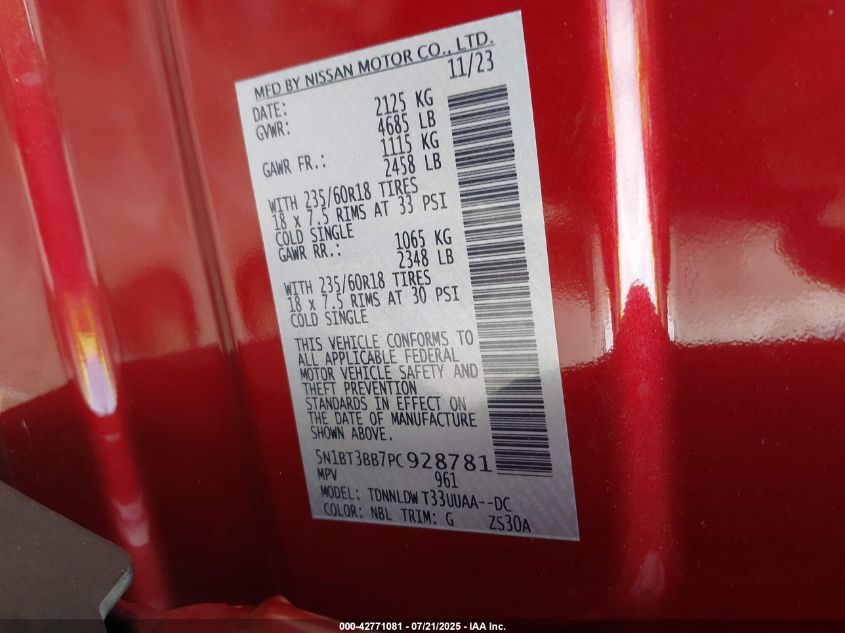 MFD BY NISSAN MOTOR CO., LTD.
DATE: 11/23
GVWR: 2125 KG
4685 LB
GAWR FR.: 1115 KG
2458 LB
WITH 235/60R18 TIRES
18 x 7.5 RIMS AT 33 PSI
COLD SINGLE
GAWR RR.: 1065 KG
2348 LB
WITH 235/60R18 TIRES
18 x 7.5 RIMS AT 30 PSI
COLD SINGLE
THIS VEHICLE CONFORMS TO
ALL APPLICABLE FEDERAL
MOTOR VEHICLE SAFETY AND
THEFT PREVENTION
STANDARDS IN EFFECT ON
THE DATE OF MANUFACTURE
SHOWN ABOVE.
5N1BT3BB7PC928781
MPV 961
MODEL: TDNNLDW T33UUAA--DC
COLOR: NBL TRIM: G ZS30A
000-42771081 - 07/21/2025 - IAA Inc.